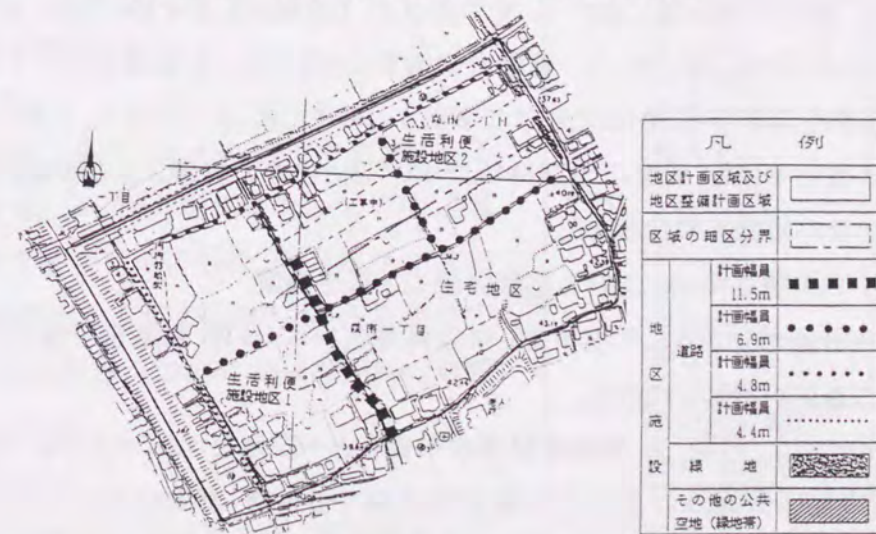 生活利便
施設地区2
丁目
住宅地区
森南一丁目
生活利便
施設地区1
凡 例
地区計画区域及び
地区整備計画区域
区域の細区分界
地区施設
道路
計画幅員
11.5m
計画幅員
6.9m
計画幅員
4.8m
計画幅員
4.4m
緑 地
その他の公共
空地（緑地帯）